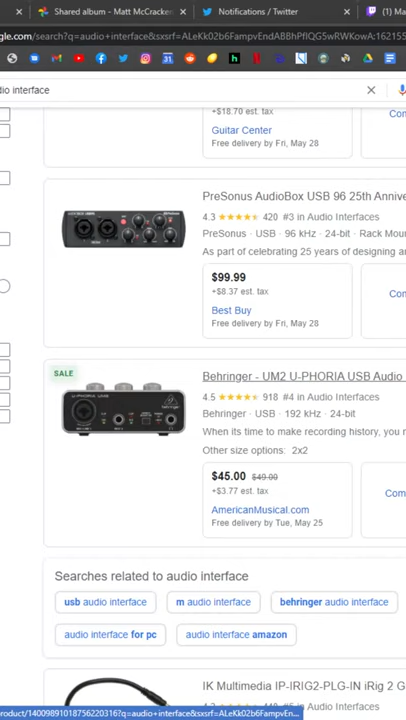 Shared album - Matt McCracken
Notifications / Twitter
(1) Ma
gle.com/search?q=audio+interface&sxsrf=
dio interface
+$18.70 est. tax
Guitar Center
Free delivery by Fri, May 28
PreSonus AudioBox USB 96 25th Annive
4.3 420 #3 in Audio Interfaces
PreSonus · USB · 96 kHz · 24-bit · Rack Mou
As part of celebrating 25 years of designing a
$99.99
+$8.37 est. tax
Best Buy
Free delivery by Fri, May 28
Com
SALE
Behringer - UM2 U-PHORIA USB Audio
4.5 918 #4 in Audio Interfaces
Behringer · USB · 192 kHz · 24-bit
When its time to make recording history, you
Other size options: 2x2
$45.00 $49.00
+$3.77 est. tax
AmericanMusical.com
Free delivery by Tue, May 25
Com
Searches related to audio interface
usb audio interface
m audio interface
behringer audio interface
audio interface for pc
audio interface amazon
IK Multimedia IP-IRIG2-PLG-IN iRig 2 G